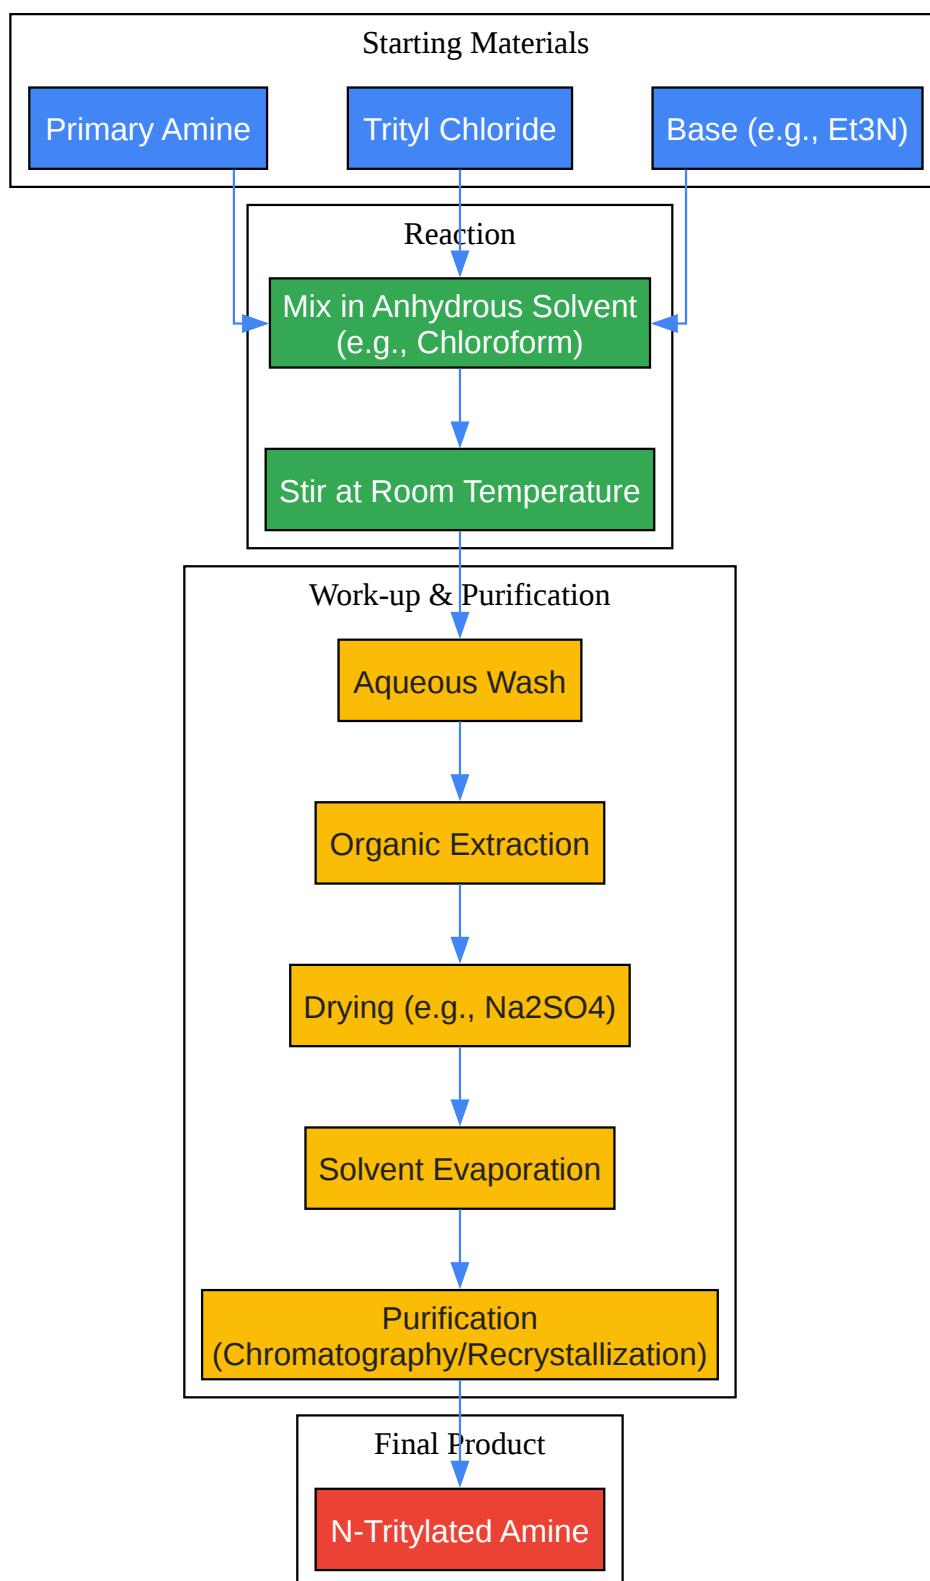 Starting Materials
Primary Amine
Trityl Chloride
Base (e.g., Et3N)
Reaction
Mix in Anhydrous Solvent
(e.g., Chloroform)
Stir at Room Temperature
Work-up & Purification
Aqueous Wash
Organic Extraction
Drying (e.g., Na2SO4)
Solvent Evaporation
Purification
(Chromatography/Recrystallization)
Final Product
N-Tritylated Amine